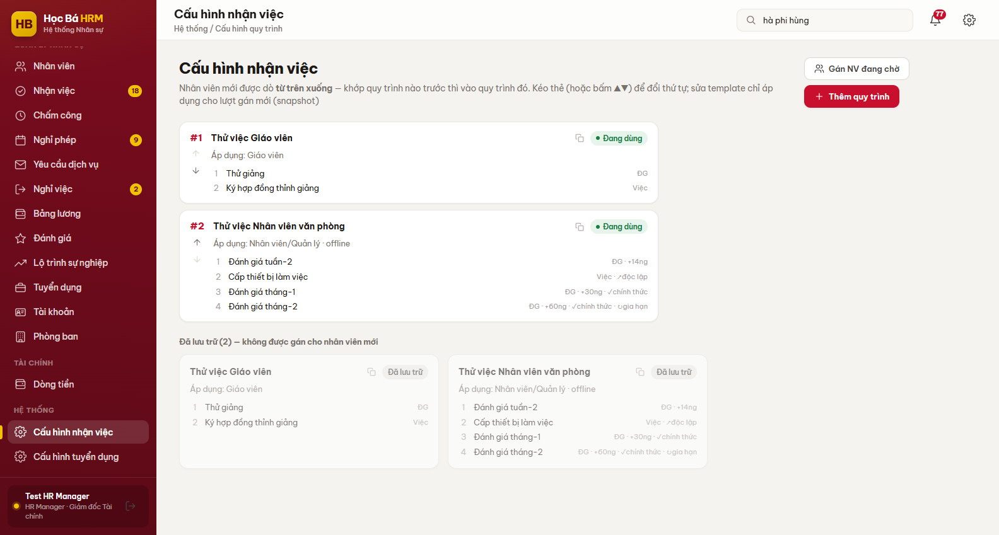 HB
Học Bá HRM
Hệ thống Nhân sự
Nhân viên
Nhận việc 18
Chấm công
Nghỉ phép 9
Yêu cầu dịch vụ
Nghỉ việc 2
Bảng lương
Đánh giá
Lộ trình sự nghiệp
Tuyển dụng
Tài khoản
Phòng ban
TÀI CHÍNH
Dòng tiền
HỆ THỐNG
Cấu hình nhận việc
Cấu hình tuyển dụng
Test HR Manager
HR Manager · Giám đốc Tài
chính
Cấu hình nhận việc
Hệ thống / Cấu hình quy trình
hà phi hùng
77
Cấu hình nhận việc
Nhân viên mới được dò từ trên xuống — khớp quy trình nào trước thì vào quy trình đó. Kéo thẻ (hoặc bấm ▲▼) để đổi thứ tự; sửa template chỉ áp
dụng cho lượt gán mới (snapshot)
Gán NV đang chờ
+ Thêm quy trình
#1 Thử việc Giáo viên Đang dùng
Áp dụng: Giáo viên
1 Thử giảng ĐG
2 Ký hợp đồng thỉnh giảng Việc
#2 Thử việc Nhân viên văn phòng Đang dùng
Áp dụng: Nhân viên/Quản lý · offline
1 Đánh giá tuần-2 ĐG · +14ng
2 Cấp thiết bị làm việc Việc · ↗độc lập
3 Đánh giá tháng-1 ĐG · +30ng · ✓chính thức
4 Đánh giá tháng-2 ĐG · +60ng · ✓chính thức · ↻gia hạn
Đã lưu trữ (2) — không được gán cho nhân viên mới
Thử việc Giáo viên Đã lưu trữ
Áp dụng: Giáo viên
1 Thử giảng ĐG
2 Ký hợp đồng thỉnh giảng Việc
Thử việc Nhân viên văn phòng Đã lưu trữ
Áp dụng: Nhân viên/Quản lý · offline
1 Đánh giá tuần-2 ĐG · +14ng
2 Cấp thiết bị làm việc Việc · ↗độc lập
3 Đánh giá tháng-1 ĐG · +30ng · ✓chính thức
4 Đánh giá tháng-2 ĐG · +60ng · ✓chính thức · ↻gia hạn